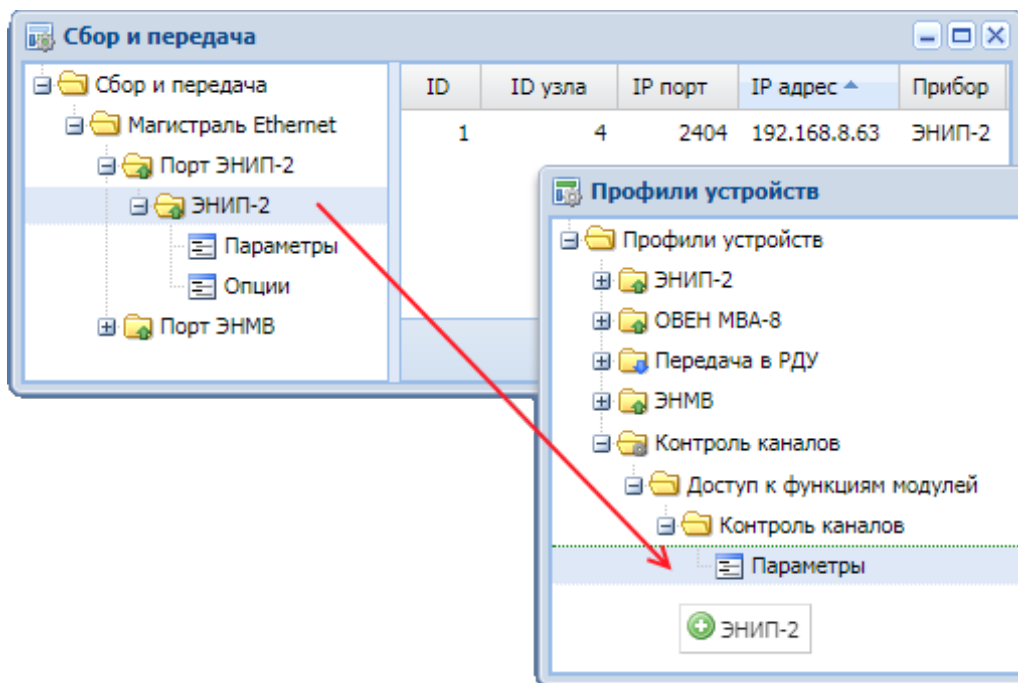 Сбор и передача
Сбор и передача
Магистраль Ethernet
Порт ЭНИП-2
ЭНИП-2
Параметры
Опции
Порт ЭНМВ
ID ID узла IP порт IP адрес Прибор
1 4 2404 192.168.8.63 ЭНИП-2
Профили устройств
Профили устройств
ЭНИП-2
ОВЕН МВА-8
Передача в РДУ
ЭНМВ
Контроль каналов
Доступ к функциям модулей
Контроль каналов
Параметры
ЭНИП-2